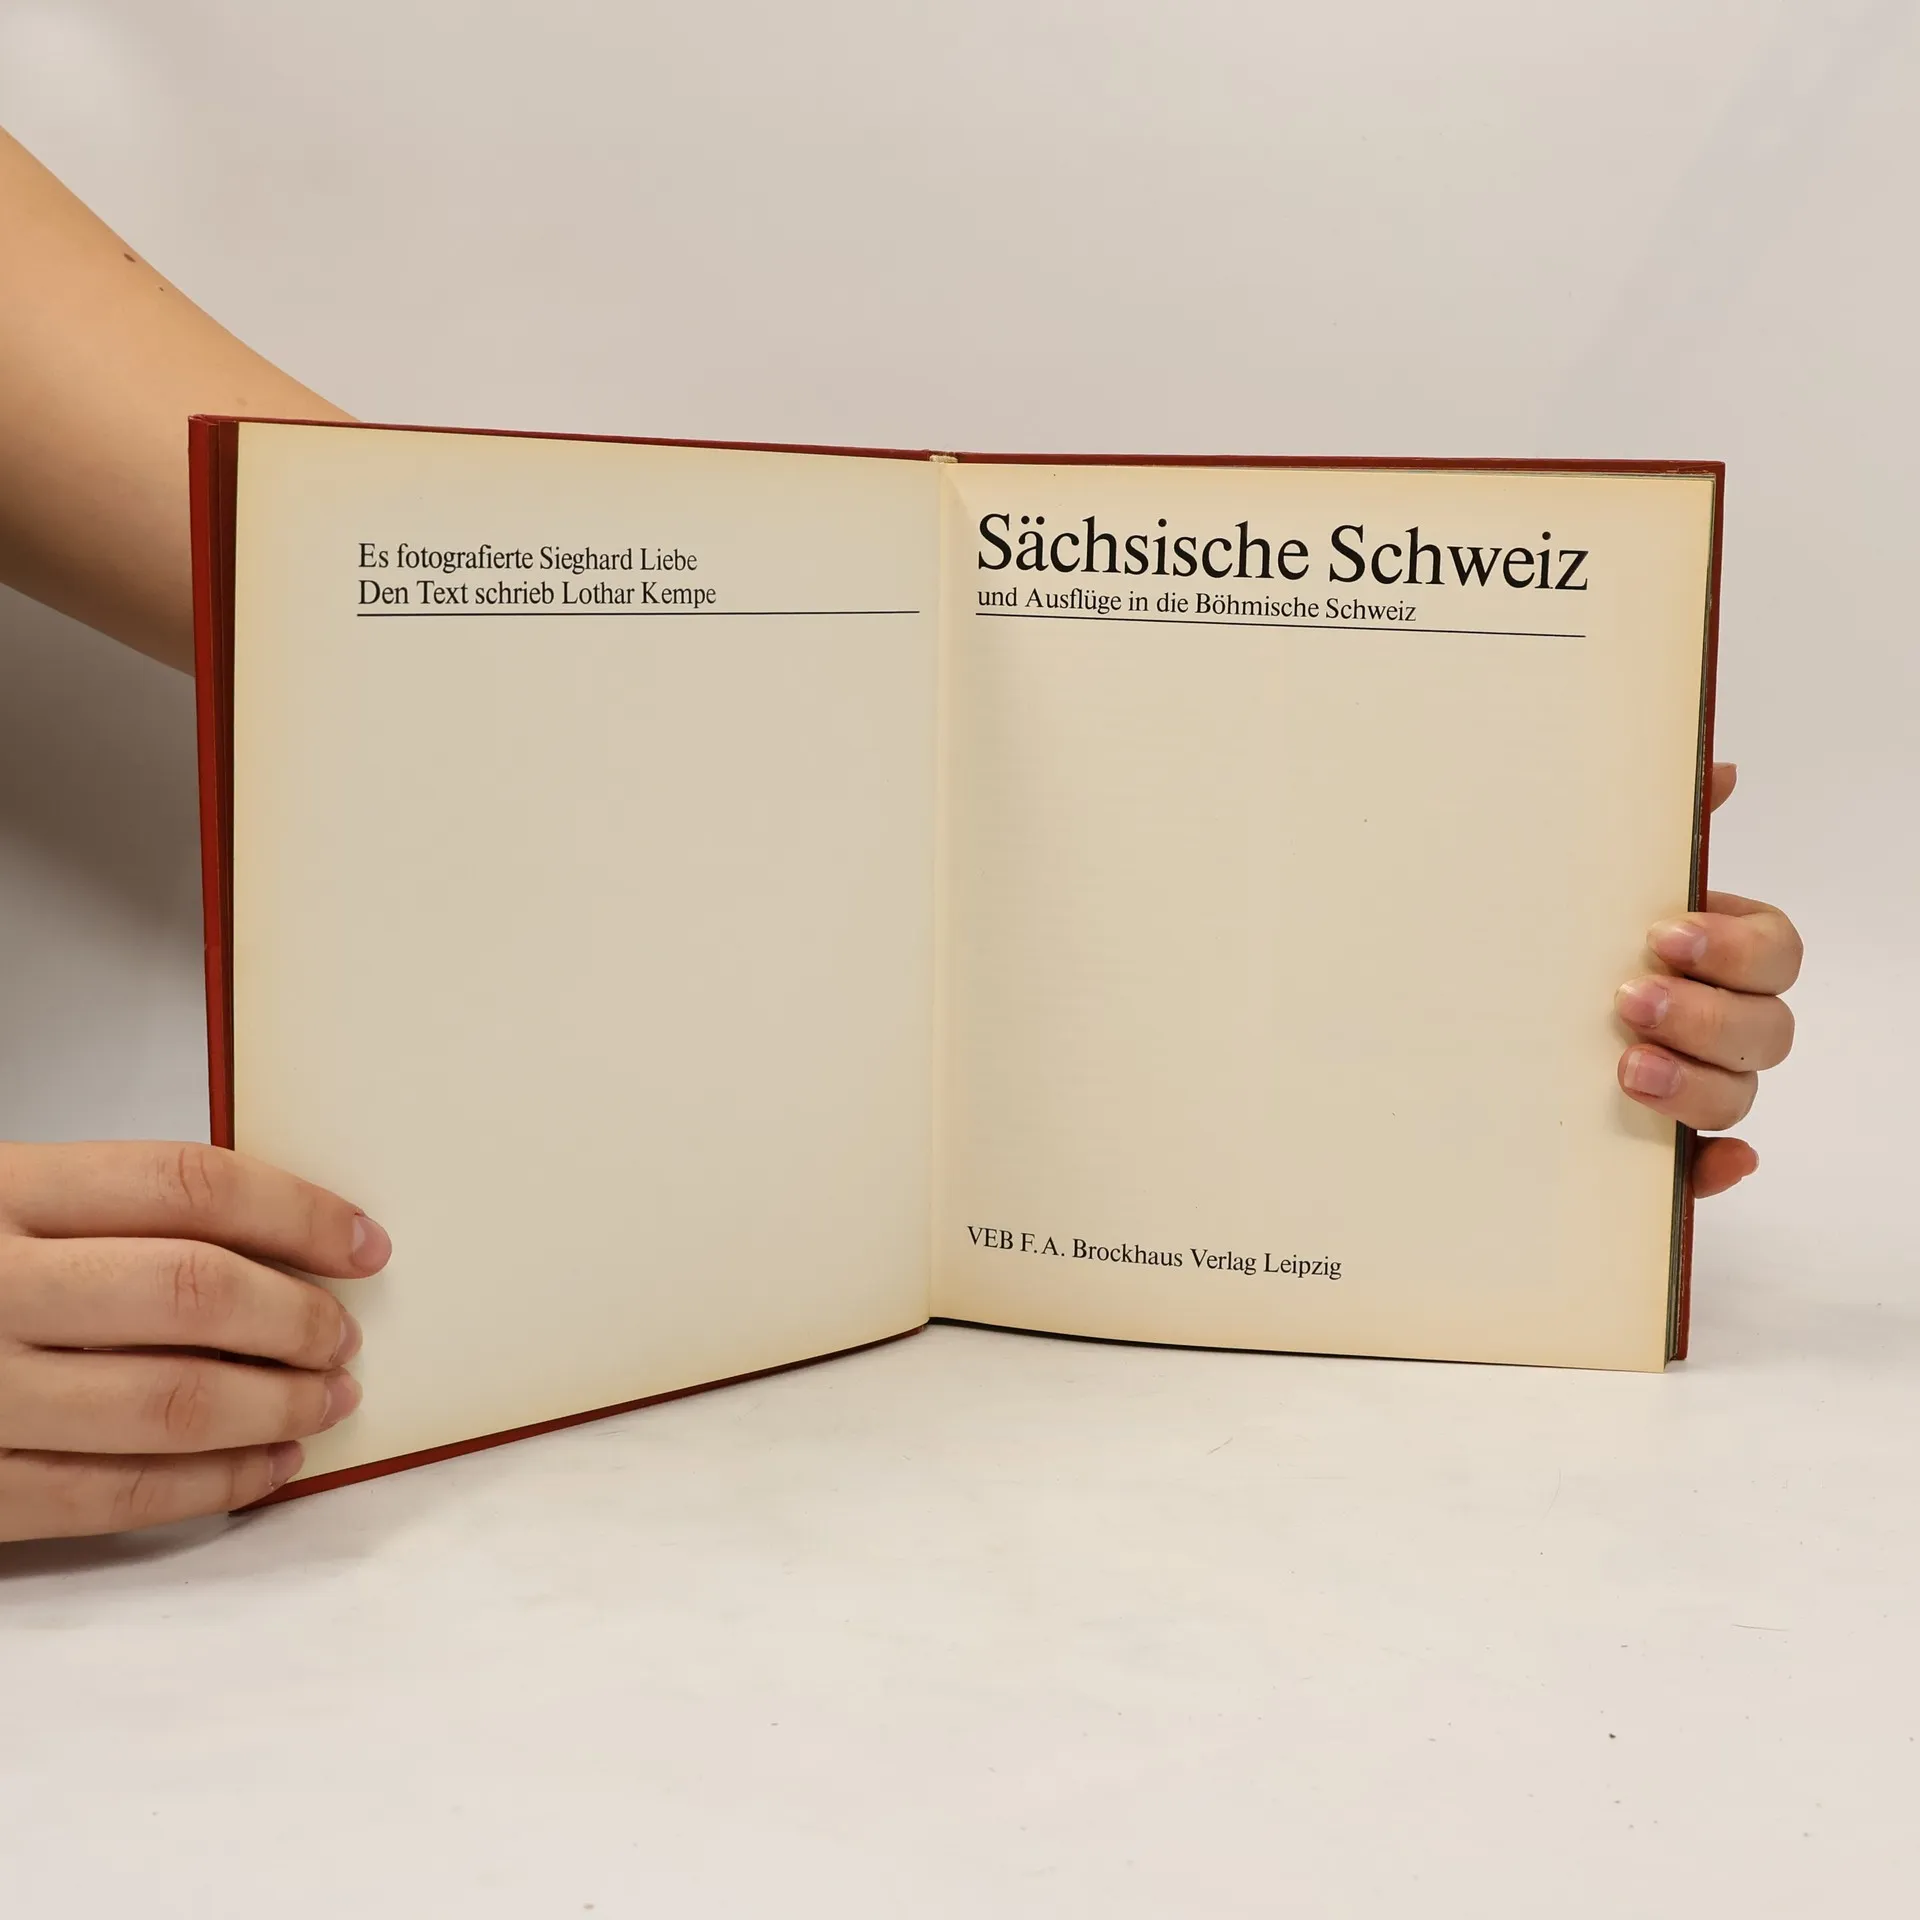 Es fotografierte Sieghard Liebe
Den Text schrieb Lothar Kempe
Sächsische Schweiz
und Ausflüge in die Böhmische Schweiz
VEB F. A. Brockhaus Verlag Leipzig